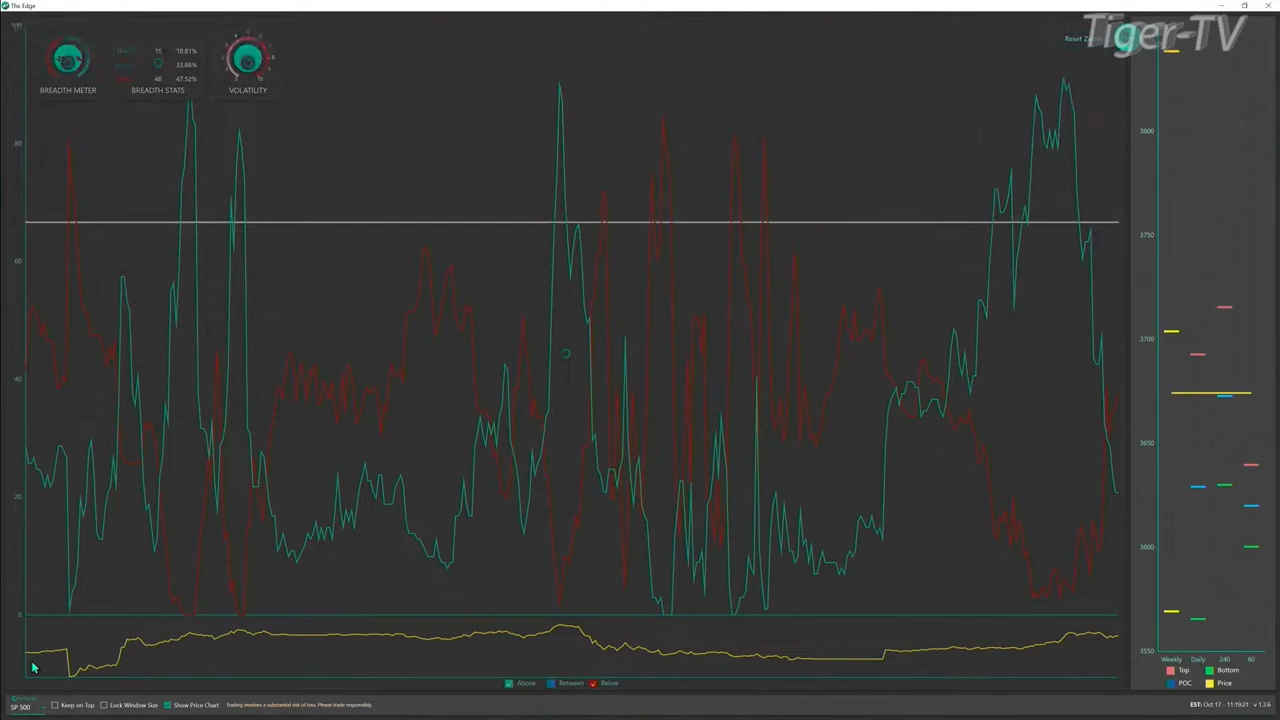 The Edge
Tiger-TV
100
Reset Zoom
15 18.81%
33.66%
48 47.52%
BREADTH METER
BREADTH STATS
VOLATILITY
80
60
40
20
0
3800
3750
3700
3650
3600
3550
Weekly Daily 240 60
Top Bottom
POC Price
Above Between Below
SP 500
Keep on Top
Lock Window Size
Show Price Chart
Trading involves a substantial risk of loss. Please trade responsibly.
EST: Oct 17 - 11:19:21 v 1.3.6